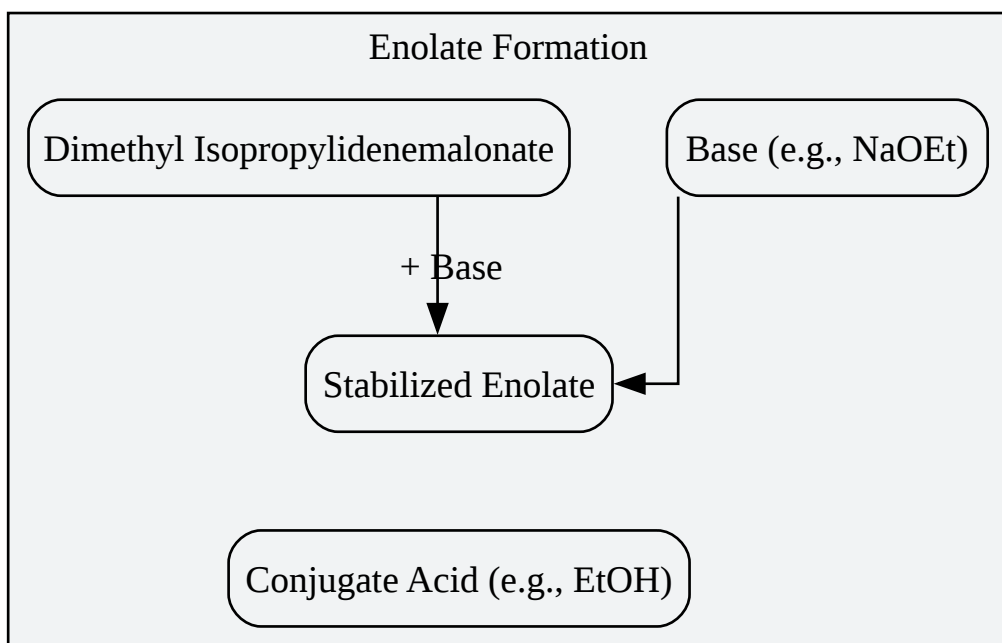 Enolate Formation
Dimethyl Isopropylidenemalonate
Base (e.g., NaOEt)
+ Base
Stabilized Enolate
Conjugate Acid (e.g., EtOH)